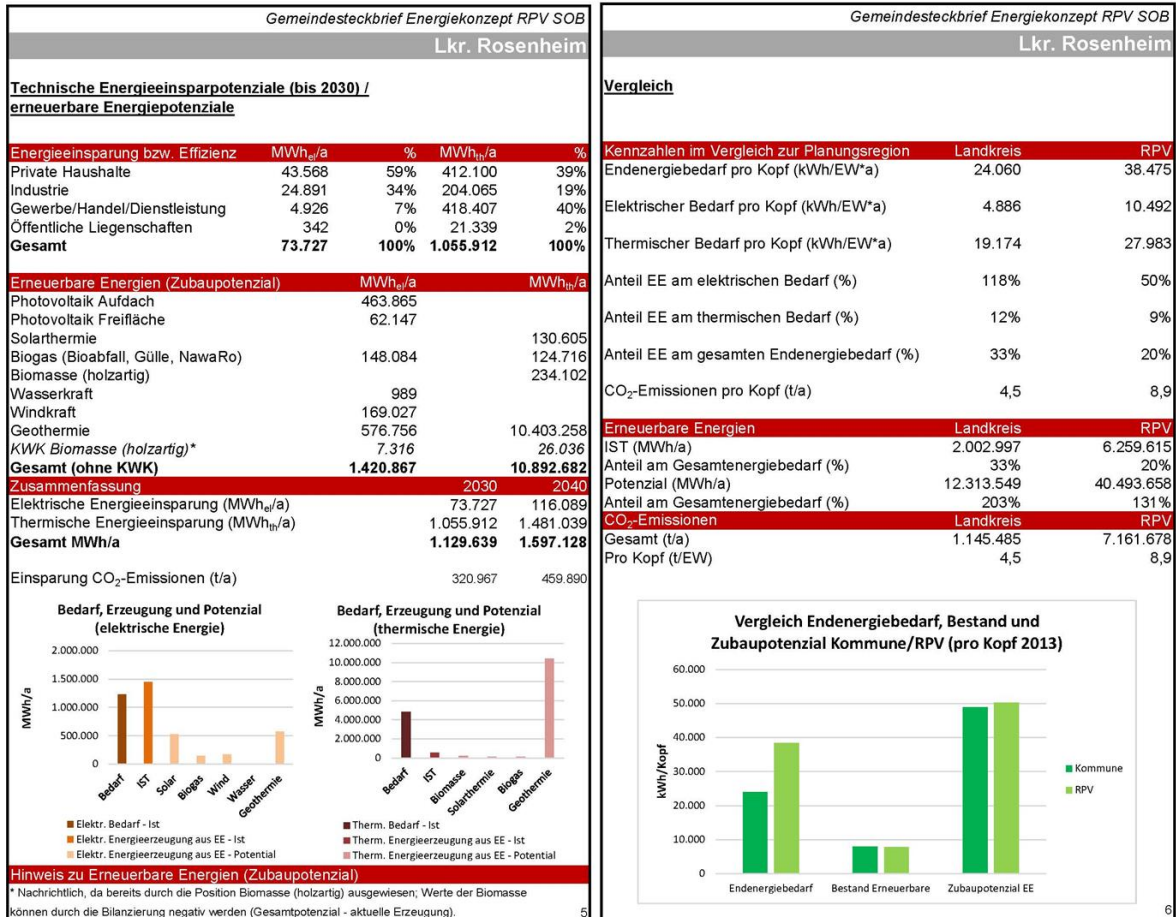 Gemeindesteckbrief Energiekonzept RPV SOB
Lkr. Rosenheim
Technische Energieeinsparpotenziale (bis 2030) /
erneuerbare Energiepotenziale
Energieeinsparung bzw. Effizienz MWhel/a % MWhth/a %
Private Haushalte 43.568 59% 412.100 39%
Industrie 24.891 34% 204.065 19%
Gewerbe/Handel/Dienstleistung 4.926 7% 418.407 40%
Öffentliche Liegenschaften 342 0% 21.339 2%
Gesamt 73.727 100% 1.055.912 100%
Erneuerbare Energien (Zubaupotenzial) MWhel/a MWhth/a
Photovoltaik Aufdach 463.865
Photovoltaik Freifläche 62.147
Solarthermie 130.605
Biogas (Bioabfall, Gülle, NawaRo) 148.084 124.716
Biomasse (holzartig) 234.102
Wasserkraft 989
Windkraft 169.027
Geothermie 576.756 10.403.258
KWK Biomasse (holzartig)* 7.316 26.036
Gesamt (ohne KWK) 1.420.867 10.892.682
Zusammenfassung 2030 2040
Elektrische Energieeinsparung (MWhel/a) 73.727 116.089
Thermische Energieeinsparung (MWhth/a) 1.055.912 1.481.039
Gesamt MWh/a 1.129.639 1.597.128
Einsparung CO₂-Emissionen (t/a) 320.967 459.890
Bedarf, Erzeugung und Potenzial
(elektrische Energie)
MWh/a
2.000.000
1.500.000
1.000.000
500.000
0
Bedarf
IST
Solar
Biogas
Wind
Wasser
Geothermie
Elektr. Bedarf - Ist
Elektr. Energieerzeugung aus EE - Ist
Elektr. Energieerzeugung aus EE - Potential
Bedarf, Erzeugung und Potenzial
(thermische Energie)
MWh/a
12.000.000
10.000.000
8.000.000
6.000.000
4.000.000
2.000.000
0
Bedarf
IST
Biomasse
Solarthermie
Biogas
Geothermie
Therm. Bedarf - Ist
Therm. Energieerzeugung aus EE - Ist
Therm. Energieerzeugung aus EE - Potential
Hinweis zu Erneuerbare Energien (Zubaupotenzial)
* Nachrichtlich, da bereits durch die Position Biomasse (holzartig) ausgewiesen; Werte der Biomasse
können durch die Bilanzierung negativ werden (Gesamtpotenzial - aktuelle Erzeugung).
5
Gemeindesteckbrief Energiekonzept RPV SOB
Lkr. Rosenheim
Vergleich
Kennzahlen im Vergleich zur Planungsregion Landkreis RPV
Endenergiebedarf pro Kopf (kWh/EW*a) 24.060 38.475
Elektrischer Bedarf pro Kopf (kWh/EW*a) 4.886 10.492
Thermischer Bedarf pro Kopf (kWh/EW*a) 19.174 27.983
Anteil EE am elektrischen Bedarf (%) 118% 50%
Anteil EE am thermischen Bedarf (%) 12% 9%
Anteil EE am gesamten Endenergiebedarf (%) 33% 20%
CO₂-Emissionen pro Kopf (t/a) 4,5 8,9
Erneuerbare Energien Landkreis RPV
IST (MWh/a) 2.002.997 6.259.615
Anteil am Gesamtenergiebedarf (%) 33% 20%
Potenzial (MWh/a) 12.313.549 40.493.658
Anteil am Gesamtenergiebedarf (%) 203% 131%
CO₂-Emissionen Landkreis RPV
Gesamt (t/a) 1.145.485 7.161.678
Pro Kopf (t/EW) 4,5 8,9
Vergleich Endenergiebedarf, Bestand und
Zubaupotenzial Kommune/RPV (pro Kopf 2013)
kWh/Kopf
60.000
50.000
40.000
30.000
20.000
10.000
0
Endenergiebedarf
Bestand Erneuerbare
Zubaupotenzial EE
Kommune
RPV
6